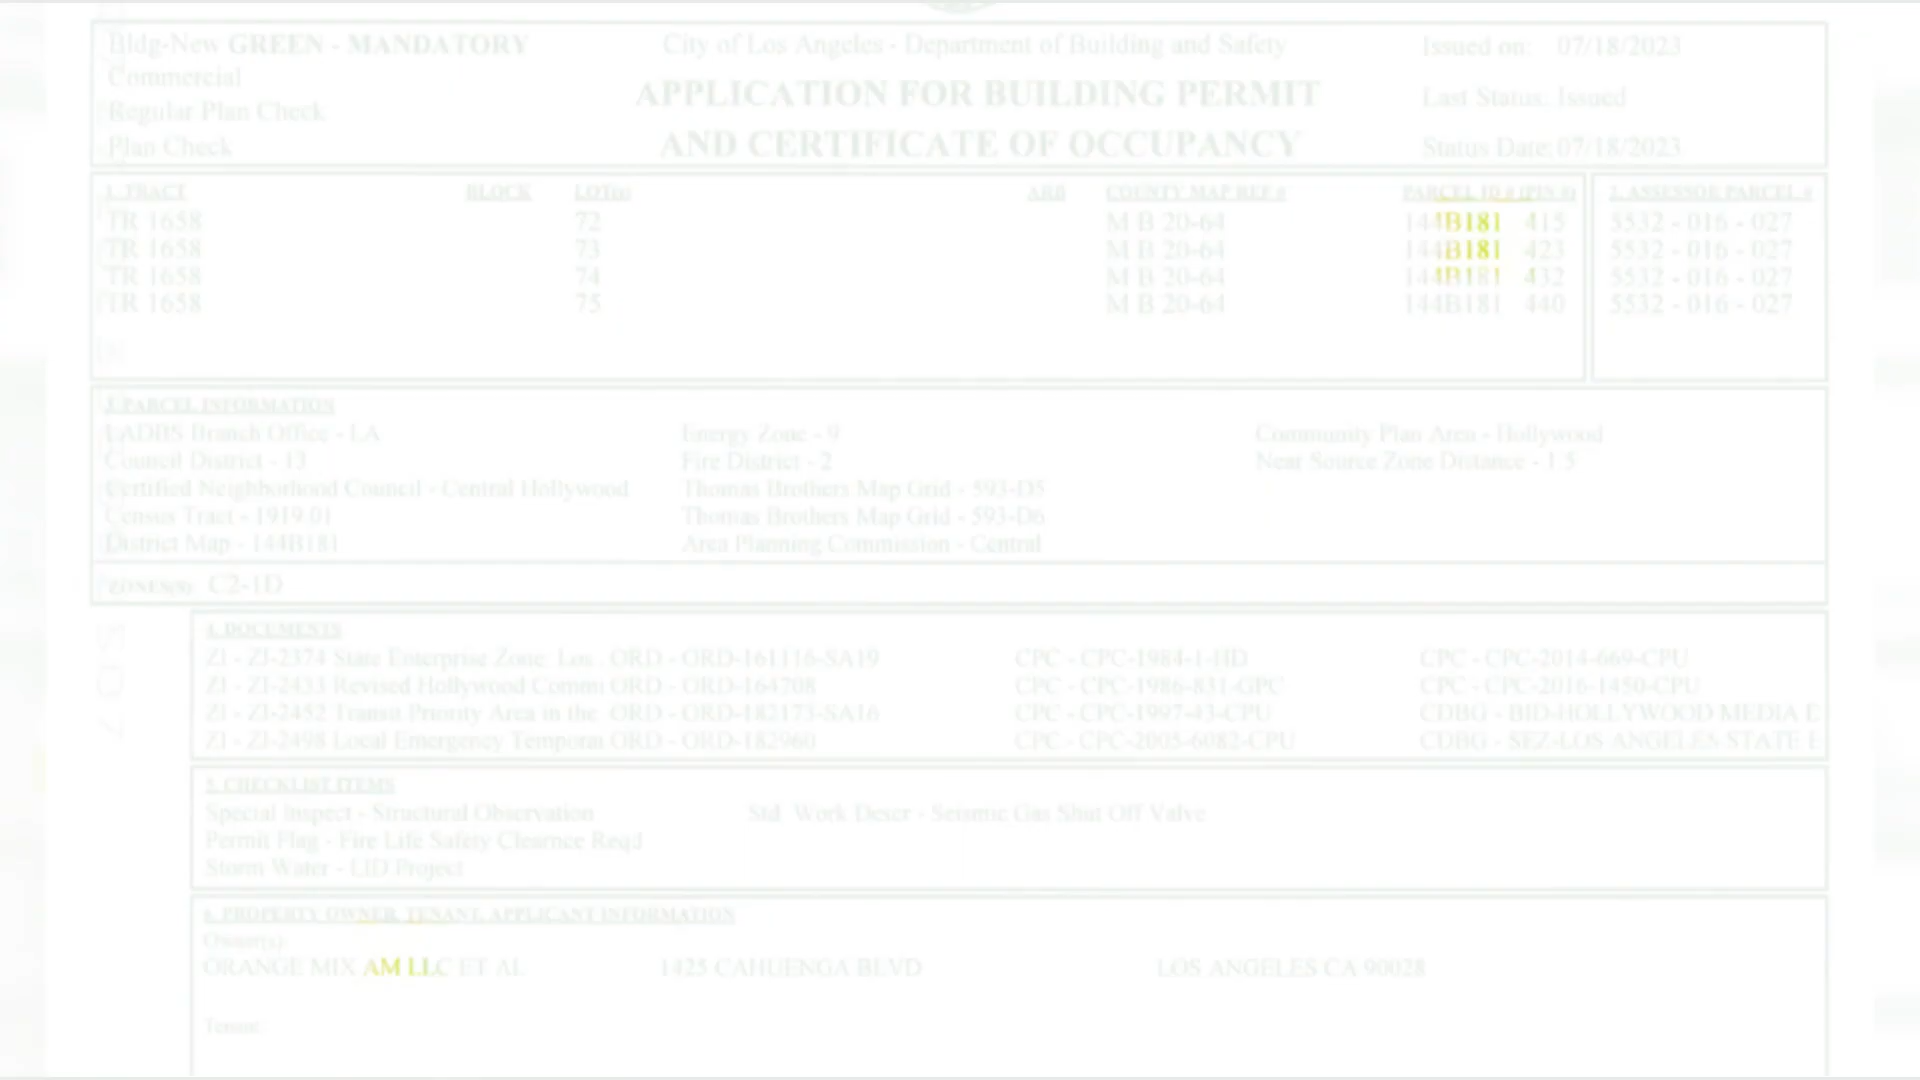 Bldg-New GREEN - MANDATORY
City of Los Angeles - Department of Building and Safety
Issued on: 07/18/2023
Commercial
APPLICATION FOR BUILDING PERMIT
Last Status: Issued
Regular Plan Check
Plan Check
AND CERTIFICATE OF OCCUPANCY
Status Date: 07/18/2023
1. TRACT BLOCK LOT(s) ARB COUNTY MAP REF # PARCEL ID # (PIN #) 2. ASSESSOR PARCEL #
TR 1658 72 M B 20-64 144B181 415 5532 - 016 - 027
TR 1658 73 M B 20-64 144B181 423 5532 - 016 - 027
TR 1658 74 M B 20-64 144B181 432 5532 - 016 - 027
TR 1658 75 M B 20-64 144B181 440 5532 - 016 - 027
3. PARCEL INFORMATION
LADBS Branch Office - LA Energy Zone - 9 Community Plan Area - Hollywood
Council District - 13 Fire District - 2 Near Source Zone Distance - 1.5
Certified Neighborhood Council - Central Hollywood Thomas Brothers Map Grid - 593-D5
Census Tract - 1919.01 Thomas Brothers Map Grid - 593-D6
District Map - 144B181 Area Planning Commission - Central
ZONES(S): C2-1D
4. DOCUMENTS
ZI - ZI-2374 State Enterprise Zone: Los ORD - ORD-161116-SA19 CPC - CPC-1984-1-HD CPC - CPC-2014-669-CPU
ZI - ZI-2433 Revised Hollywood Commu ORD - ORD-164708 CPC - CPC-1986-831-GPC CPC - CPC-2016-1450-CPU
ZI - ZI-2452 Transit Priority Area in the ORD - ORD-182173-SA16 CPC - CPC-1997-43-CPU CDBG - BID-HOLLYWOOD MEDIA D
ZI - ZI-2498 Local Emergency Temporar ORD - ORD-182960 CPC - CPC-2005-6082-CPU CDBG - SEZ-LOS ANGELES STATE E
5. CHECKLIST ITEMS
Special Inspect - Structural Observation Std. Work Descr - Seismic Gas Shut Off Valve
Permit Flag - Fire Life Safety Clearnce Reqd
Storm Water - LID Project
6. PROPERTY OWNER, TENANT, APPLICANT INFORMATION
Owner(s):
ORANGE MIX AM LLC ET AL 1425 CAHUENGA BLVD LOS ANGELES CA 90028
Tenant: